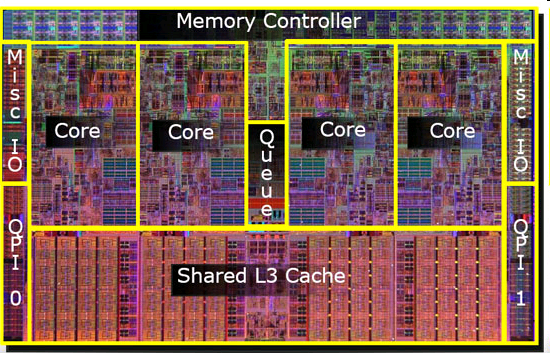 Memory Controller
Misc IO
Core
Core
Queue
Core
Core
Misc IO
QPI 0
Shared L3 Cache
QPI 1